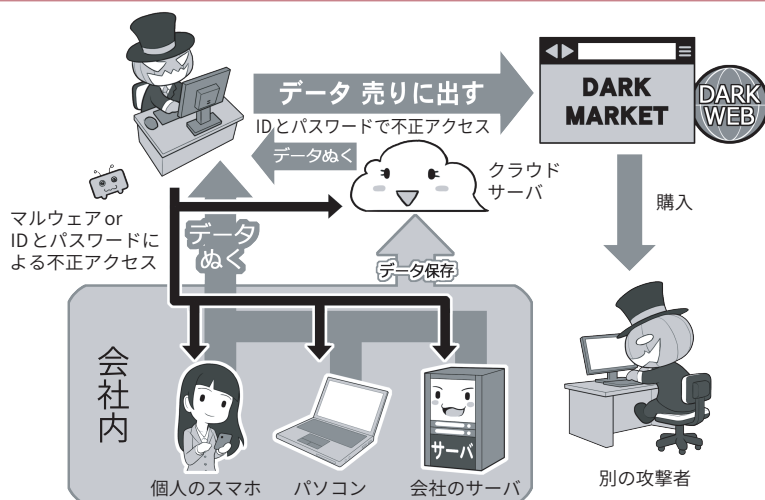 データ 売りに出す
DARK
MARKET
DARK
WEB
IDとパスワードで不正アクセス
データぬく
クラウド
サーバ
購入
マルウェアor
IDとパスワードに
よる不正アクセス
データ
ぬく
データ保存
会社内
サーバ
個人のスマホ
パソコン
会社のサーバ
別の攻撃者